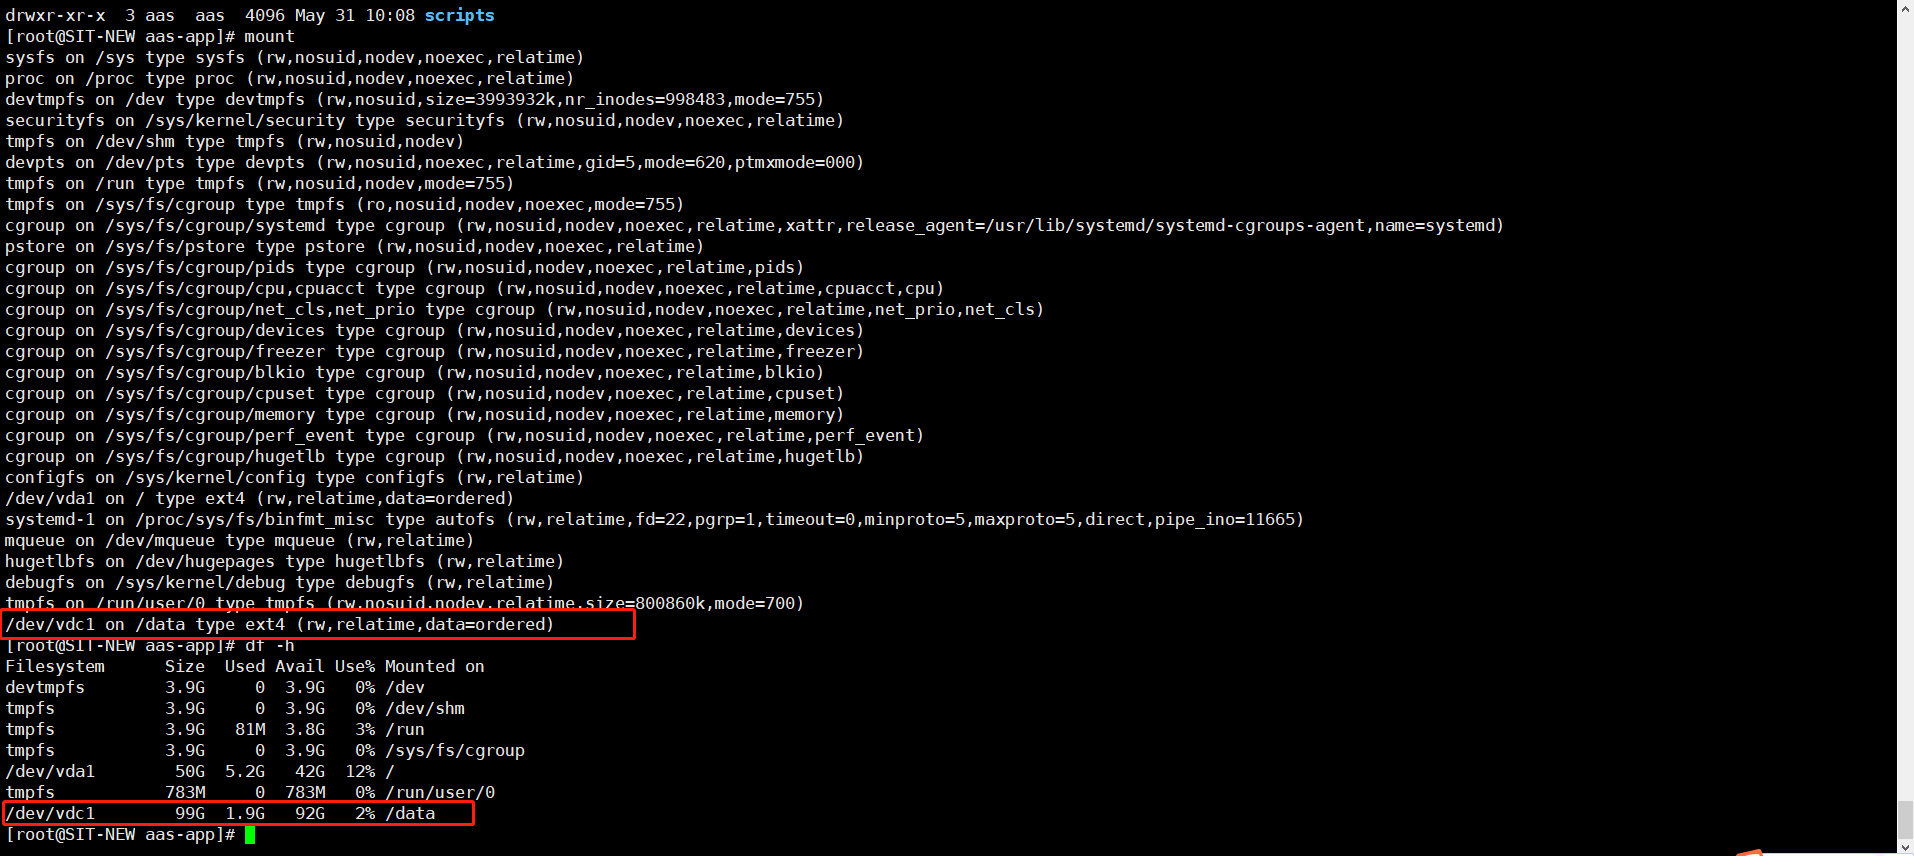 drwxr-xr-x  3 aas  aas  4096 May 31 10:08 scripts
[root@SIT-NEW aas-app]# mount
sysfs on /sys type sysfs (rw,nosuid,nodev,noexec,relatime)
proc on /proc type proc (rw,nosuid,nodev,noexec,relatime)
devtmpfs on /dev type devtmpfs (rw,nosuid,size=3993932k,nr_inodes=998483,mode=755)
securityfs on /sys/kernel/security type securityfs (rw,nosuid,nodev,noexec,relatime)
tmpfs on /dev/shm type tmpfs (rw,nosuid,nodev)
devpts on /dev/pts type devpts (rw,nosuid,noexec,relatime,gid=5,mode=620,ptmxmode=000)
tmpfs on /run type tmpfs (rw,nosuid,nodev,mode=755)
tmpfs on /sys/fs/cgroup type tmpfs (ro,nosuid,nodev,noexec,mode=755)
cgroup on /sys/fs/cgroup/systemd type cgroup (rw,nosuid,nodev,noexec,relatime,xattr,release_agent=/usr/lib/systemd/systemd-cgroups-agent,name=systemd)
pstore on /sys/fs/pstore type pstore (rw,nosuid,nodev,noexec,relatime)
cgroup on /sys/fs/cgroup/pids type cgroup (rw,nosuid,nodev,noexec,relatime,pids)
cgroup on /sys/fs/cgroup/cpu,cpuacct type cgroup (rw,nosuid,nodev,noexec,relatime,cpuacct,cpu)
cgroup on /sys/fs/cgroup/net_cls,net_prio type cgroup (rw,nosuid,nodev,noexec,relatime,net_prio,net_cls)
cgroup on /sys/fs/cgroup/devices type cgroup (rw,nosuid,nodev,noexec,relatime,devices)
cgroup on /sys/fs/cgroup/freezer type cgroup (rw,nosuid,nodev,noexec,relatime,freezer)
cgroup on /sys/fs/cgroup/blkio type cgroup (rw,nosuid,nodev,noexec,relatime,blkio)
cgroup on /sys/fs/cgroup/cpuset type cgroup (rw,nosuid,nodev,noexec,relatime,cpuset)
cgroup on /sys/fs/cgroup/memory type cgroup (rw,nosuid,nodev,noexec,relatime,memory)
cgroup on /sys/fs/cgroup/perf_event type cgroup (rw,nosuid,nodev,noexec,relatime,perf_event)
cgroup on /sys/fs/cgroup/hugetlb type cgroup (rw,nosuid,nodev,noexec,relatime,hugetlb)
configfs on /sys/kernel/config type configfs (rw,relatime)
/dev/vda1 on / type ext4 (rw,relatime,data=ordered)
systemd-1 on /proc/sys/fs/binfmt_misc type autofs (rw,relatime,fd=22,pgrp=1,timeout=0,minproto=5,maxproto=5,direct,pipe_ino=11665)
mqueue on /dev/mqueue type mqueue (rw,relatime)
hugetlbfs on /dev/hugepages type hugetlbfs (rw,relatime)
debugfs on /sys/kernel/debug type debugfs (rw,relatime)
tmpfs on /run/user/0 type tmpfs (rw,nosuid,nodev,relatime,size=800860k,mode=700)
/dev/vdc1 on /data type ext4 (rw,relatime,data=ordered)
[root@SIT-NEW aas-app]# df -h
Filesystem      Size  Used Avail Use% Mounted on
devtmpfs        3.9G     0  3.9G   0% /dev
tmpfs           3.9G     0  3.9G   0% /dev/shm
tmpfs           3.9G   81M  3.8G   3% /run
tmpfs           3.9G     0  3.9G   0% /sys/fs/cgroup
/dev/vda1        50G  5.2G   42G  12% /
tmpfs           783M     0  783M   0% /run/user/0
/dev/vdc1        99G  1.9G   92G   2% /data
[root@SIT-NEW aas-app]#